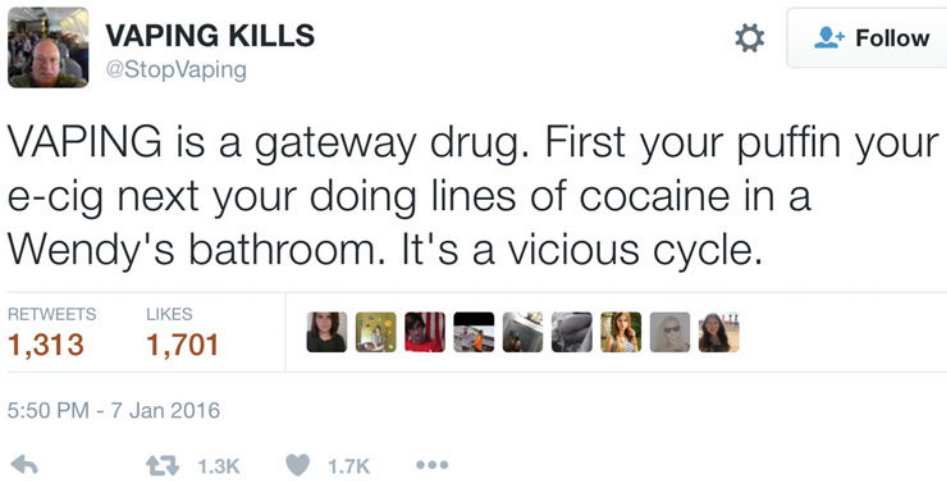 VAPING KILLS
@StopVaping
Follow
VAPING is a gateway drug. First your puffin your
e-cig next your doing lines of cocaine in a
Wendy's bathroom. It's a vicious cycle.
RETWEETS LIKES
1,313 1,701
5:50 PM - 7 Jan 2016
1.3K 1.7K